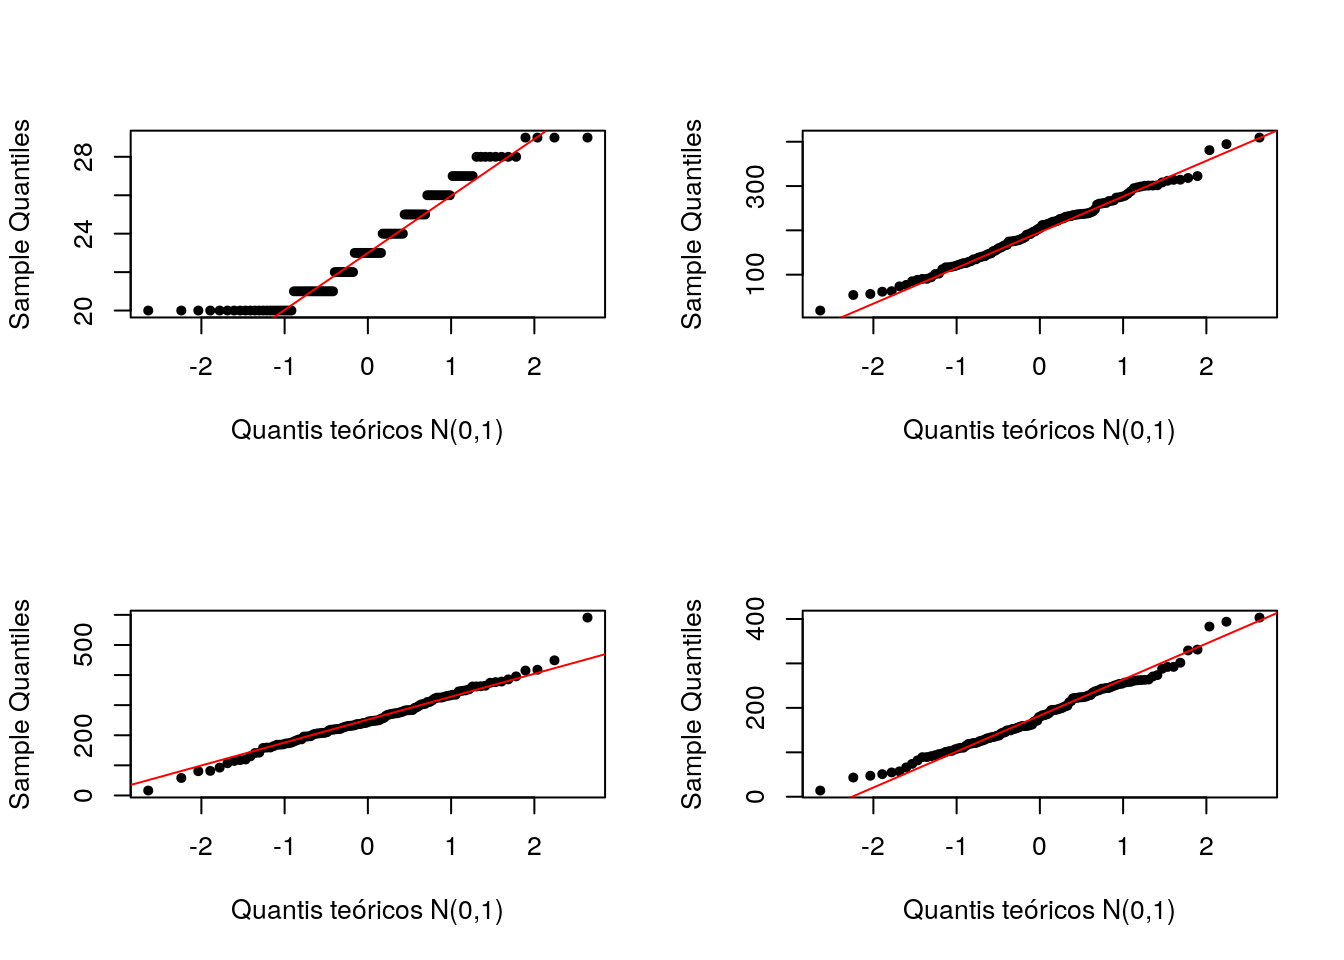 Sample Quantiles
20 24 28
-2 -1 0 1 2
Quantis teóricos N(0,1)
Sample Quantiles
100 300
-2 -1 0 1 2
Quantis teóricos N(0,1)
Sample Quantiles
0 200 500
-2 -1 0 1 2
Quantis teóricos N(0,1)
Sample Quantiles
0 200 400
-2 -1 0 1 2
Quantis teóricos N(0,1)